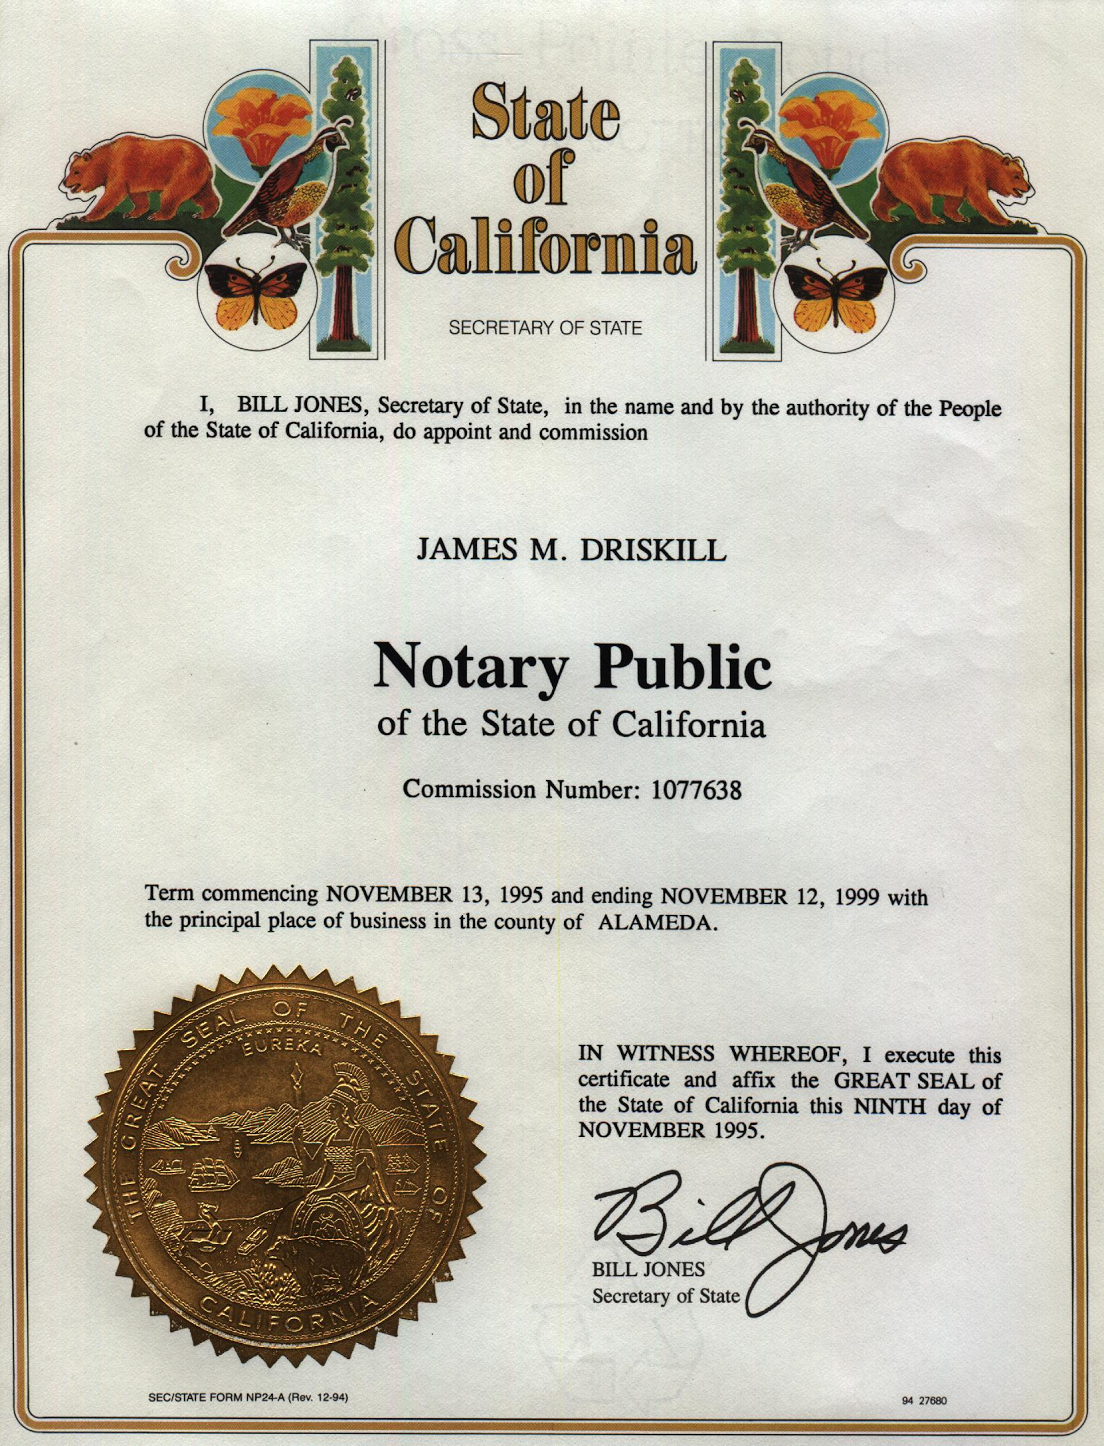 State
of
California
SECRETARY OF STATE
I, BILL JONES, Secretary of State, in the name and by the authority of the People
of the State of California, do appoint and commission
JAMES M. DRISKILL
Notary Public
of the State of California
Commission Number: 1077638
Term commencing NOVEMBER 13, 1995 and ending NOVEMBER 12, 1999 with
the principal place of business in the county of ALAMEDA.
THE GREAT SEAL OF THE STATE OF CALIFORNIA
EUREKA
IN WITNESS WHEREOF, I execute this
certificate and affix the GREAT SEAL of
the State of California this NINTH day of
NOVEMBER 1995.
Bill Jones
BILL JONES
Secretary of State
SEC/STATE FORM NP24-A (Rev. 12-94)
94 27680